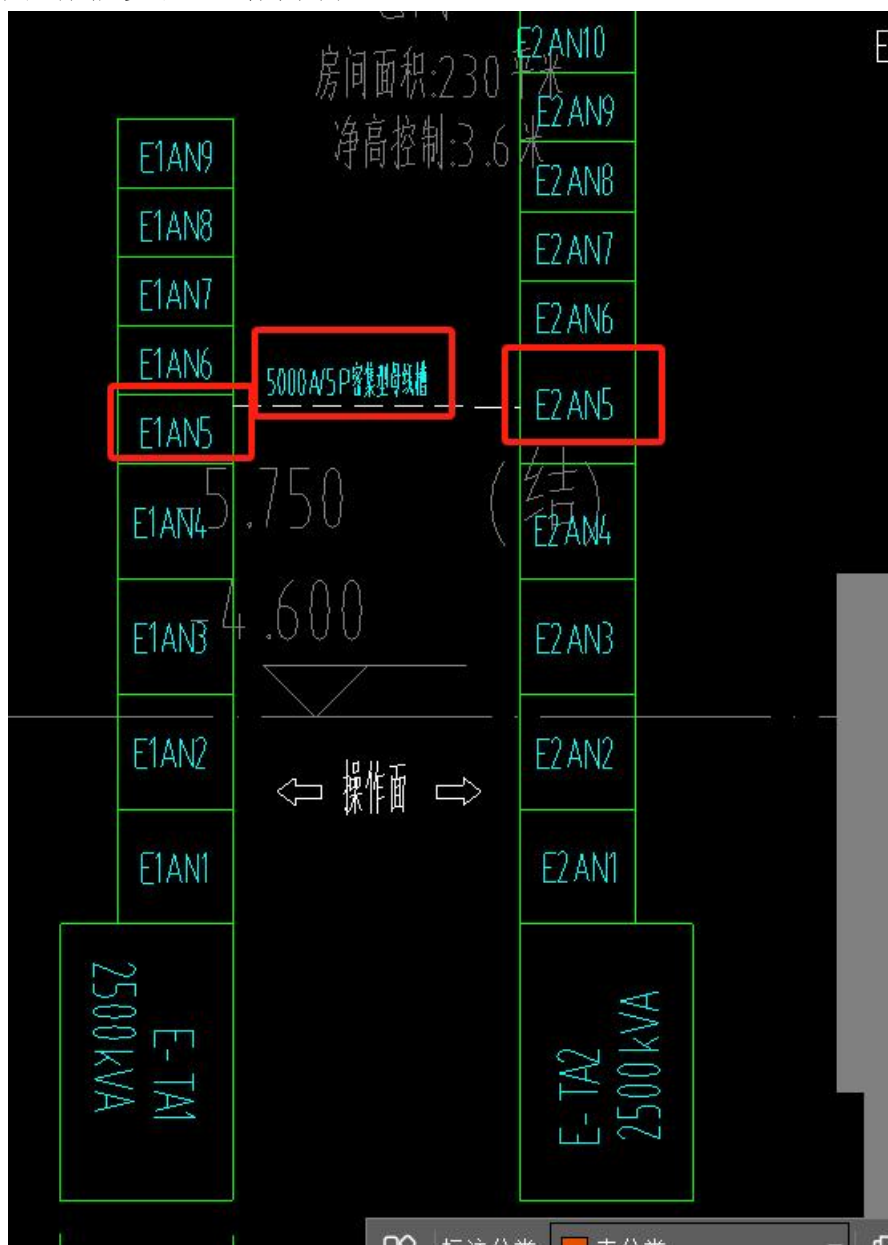 E2AN10
房间面积:230平米
E2AN9
净高控制:3.6米
E1AN9
E2AN8
E1AN8
E2AN7
E1AN7
E2AN6
E1AN6
5000A/5P密集型母线槽
E2AN5
E1AN5
-5.750 (结)
E1AN4
E2AN4
-4.600
E1AN3
E2AN3
E1AN2
E2AN2
操作面
E1AN1
E2AN1
E-TA1
2500kVA
E-TA2
2500kVA